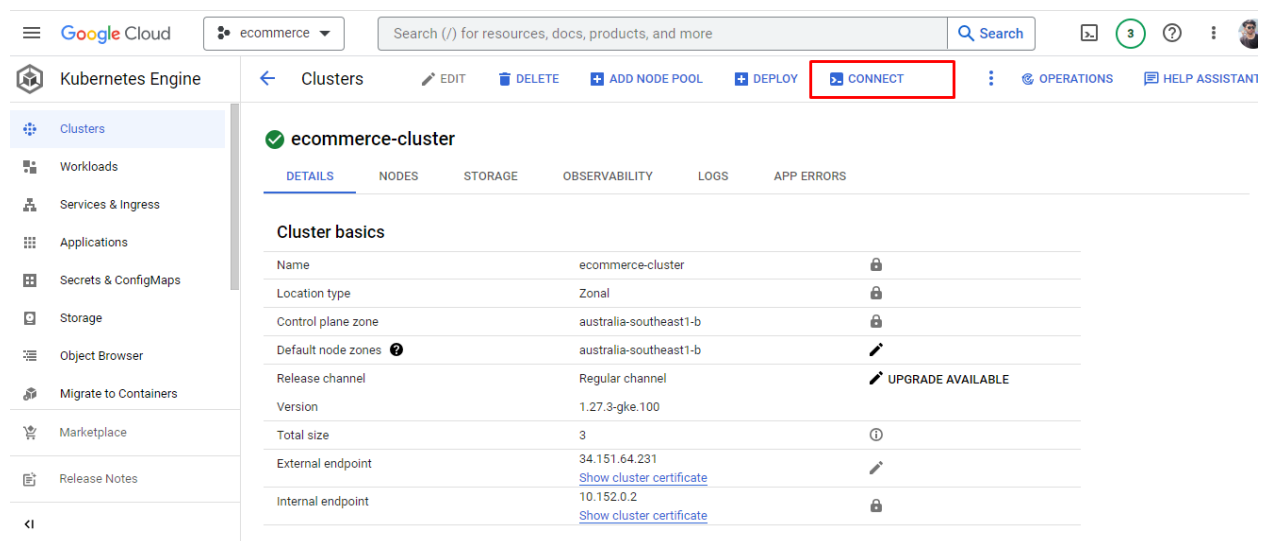 Google Cloud
ecommerce
Search (/) for resources, docs, products, and more
Search
3
Kubernetes Engine
Clusters
EDIT
DELETE
ADD NODE POOL
DEPLOY
CONNECT
OPERATIONS
HELP ASSISTANT
Clusters
Workloads
Services & Ingress
Applications
Secrets & ConfigMaps
Storage
Object Browser
Migrate to Containers
Marketplace
Release Notes
ecommerce-cluster
DETAILS NODES STORAGE OBSERVABILITY LOGS APP ERRORS
Cluster basics
Name ecommerce-cluster
Location type Zonal
Control plane zone australia-southeast1-b
Default node zones australia-southeast1-b
Release channel Regular channel UPGRADE AVAILABLE
Version 1.27.3-gke.100
Total size 3
External endpoint 34.151.64.231
Show cluster certificate
Internal endpoint 10.152.0.2
Show cluster certificate